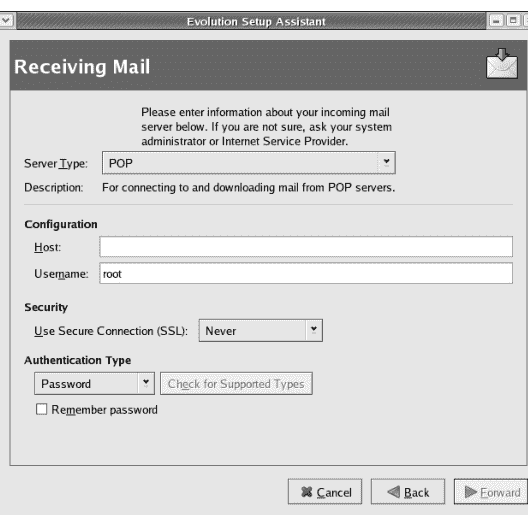 Evolution Setup Assistant
Receiving Mail
Please enter information about your incoming mail
server below. If you are not sure, ask your system
administrator or Internet Service Provider.
Server Type: POP
Description: For connecting to and downloading mail from POP servers.
Configuration
Host:
Username: root
Security
Use Secure Connection (SSL): Never
Authentication Type
Password Check for Supported Types
Remember password
Cancel Back Forward